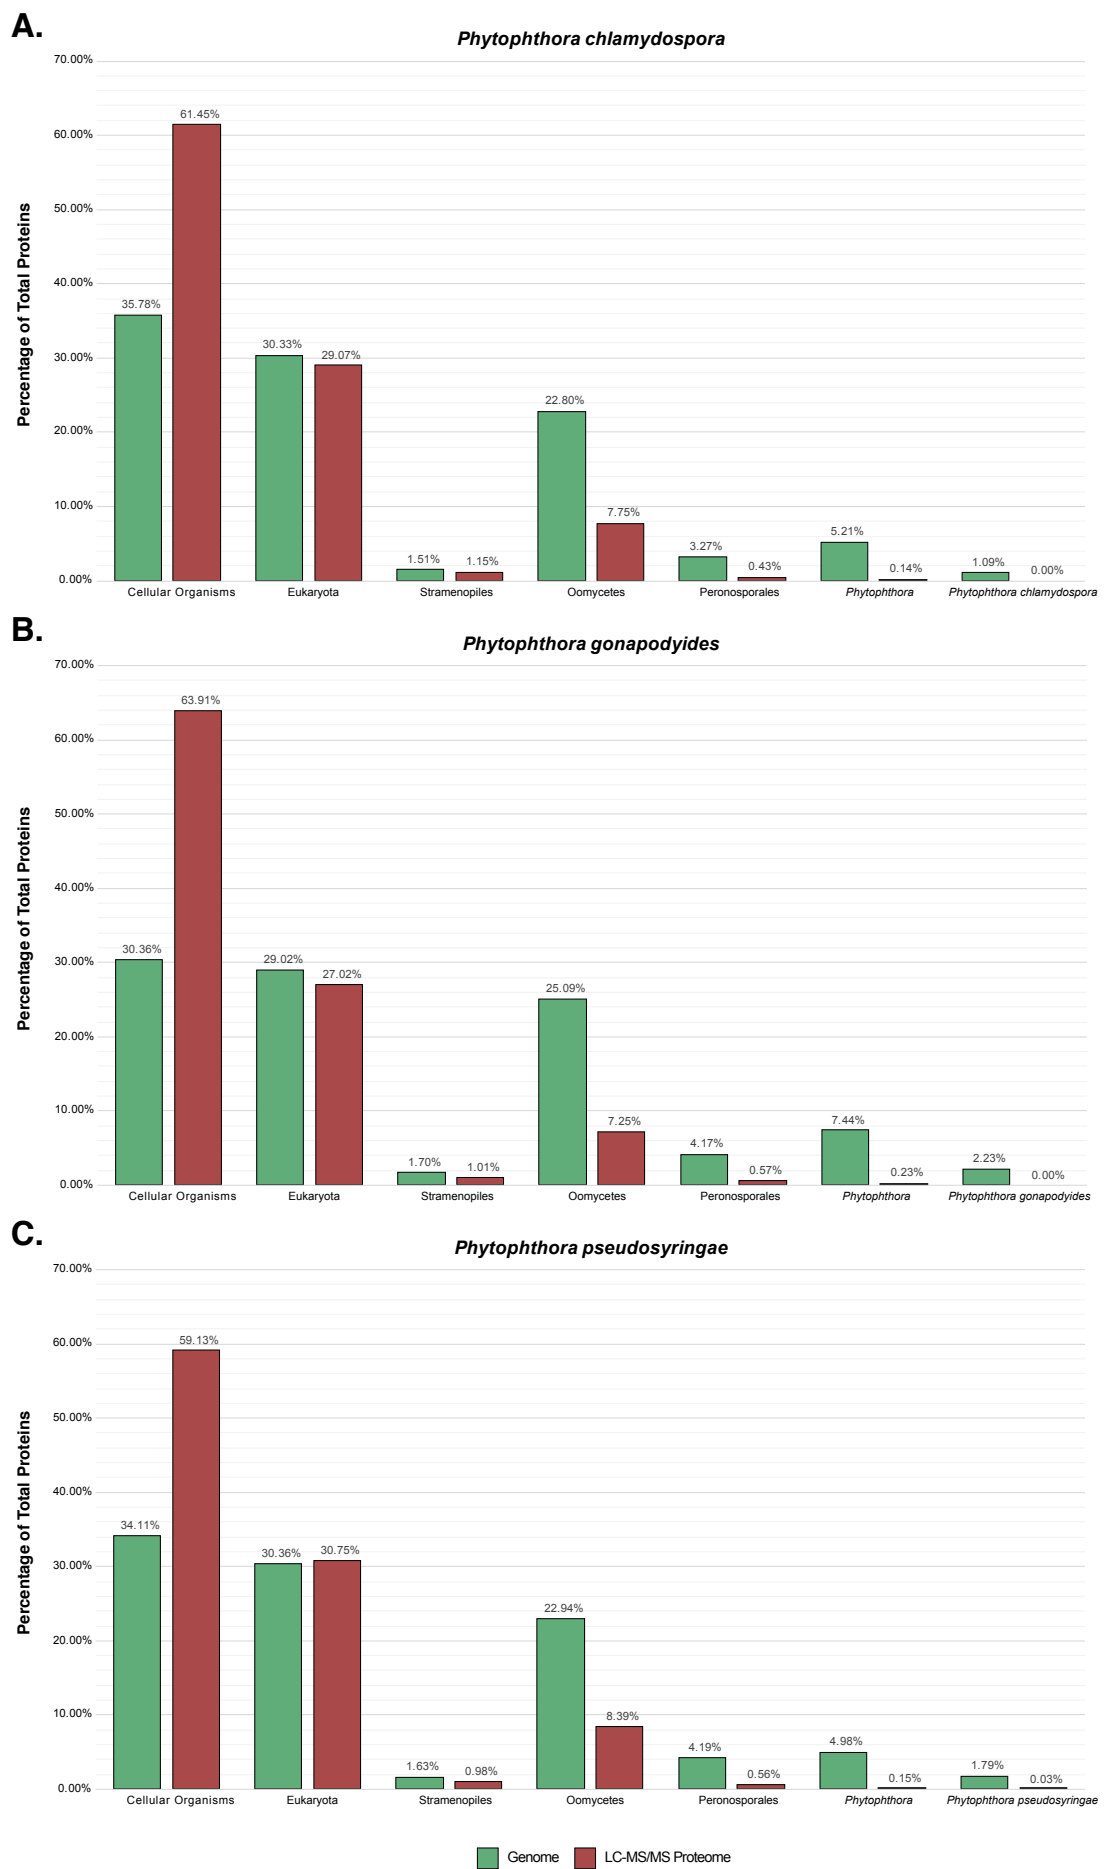 A.
Phytophthora chlamydospora
Percentage of Total Proteins
70.00%
60.00%
50.00%
40.00%
30.00%
20.00%
10.00%
0.00%
35.78%
61.45%
30.33%
29.07%
1.51%
1.15%
22.80%
7.75%
3.27%
0.43%
5.21%
0.14%
1.09%
0.00%
Cellular Organisms
Eukaryota
Stramenopiles
Oomycetes
Peronosporales
Phytophthora
Phytophthora chlamydospora
B.
Phytophthora gonapodyides
Percentage of Total Proteins
70.00%
60.00%
50.00%
40.00%
30.00%
20.00%
10.00%
0.00%
30.36%
63.91%
29.02%
27.02%
1.70%
1.01%
25.09%
7.25%
4.17%
0.57%
7.44%
0.23%
2.23%
0.00%
Cellular Organisms
Eukaryota
Stramenopiles
Oomycetes
Peronosporales
Phytophthora
Phytophthora gonapodyides
C.
Phytophthora pseudosyringae
Percentage of Total Proteins
70.00%
60.00%
50.00%
40.00%
30.00%
20.00%
10.00%
0.00%
34.11%
59.13%
30.36%
30.75%
1.63%
0.98%
22.94%
8.39%
4.19%
0.56%
4.98%
0.15%
1.79%
0.03%
Cellular Organisms
Eukaryota
Stramenopiles
Oomycetes
Peronosporales
Phytophthora
Phytophthora pseudosyringae
Genome
LC-MS/MS Proteome